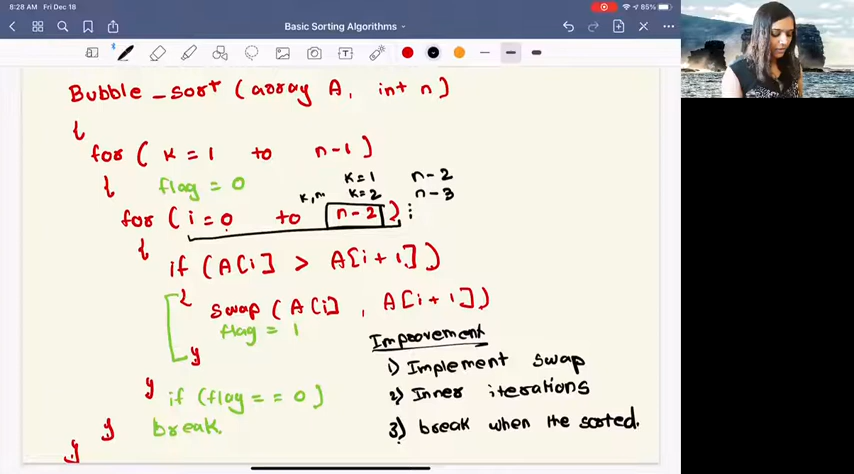 8:28 AM Fri Dec 18
85%
Basic Sorting Algorithms
Bubble_sort (array A, int n)
{
for ( k = 1 to n-1 )
{ flag = 0
k=1 n-2
k,n k=2 n-3
for ( i = 0 to n-2 ) :
{
if (A[i] > A[i+1])
{
swap (A[i] , A[i+1])
flag = 1
}
Improvement
1) Implement swap
} if (flag == 0)
2) Inner iterations
} break.
3) break when the sorted.
}